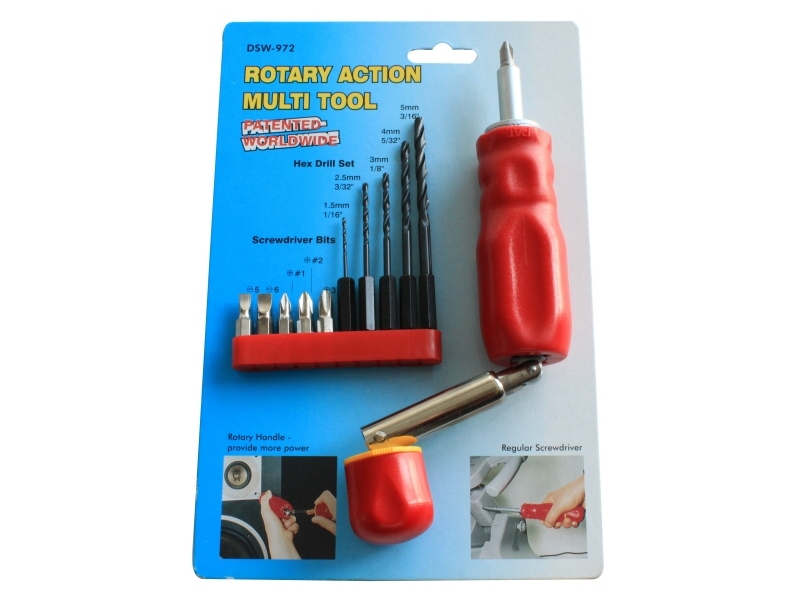 DSW-972
ROTARY ACTION
MULTI TOOL
PATENTED-
WORLDWIDE
Hex Drill Set
5mm
3/16"
4mm
5/32"
3mm
1/8"
2.5mm
3/32"
1.5mm
1/16"
Screwdriver Bits
⊕#2
⊕#1
⊖5
⊖6
⊕3
Rotary Handle -
provide more power
Regular Screwdriver